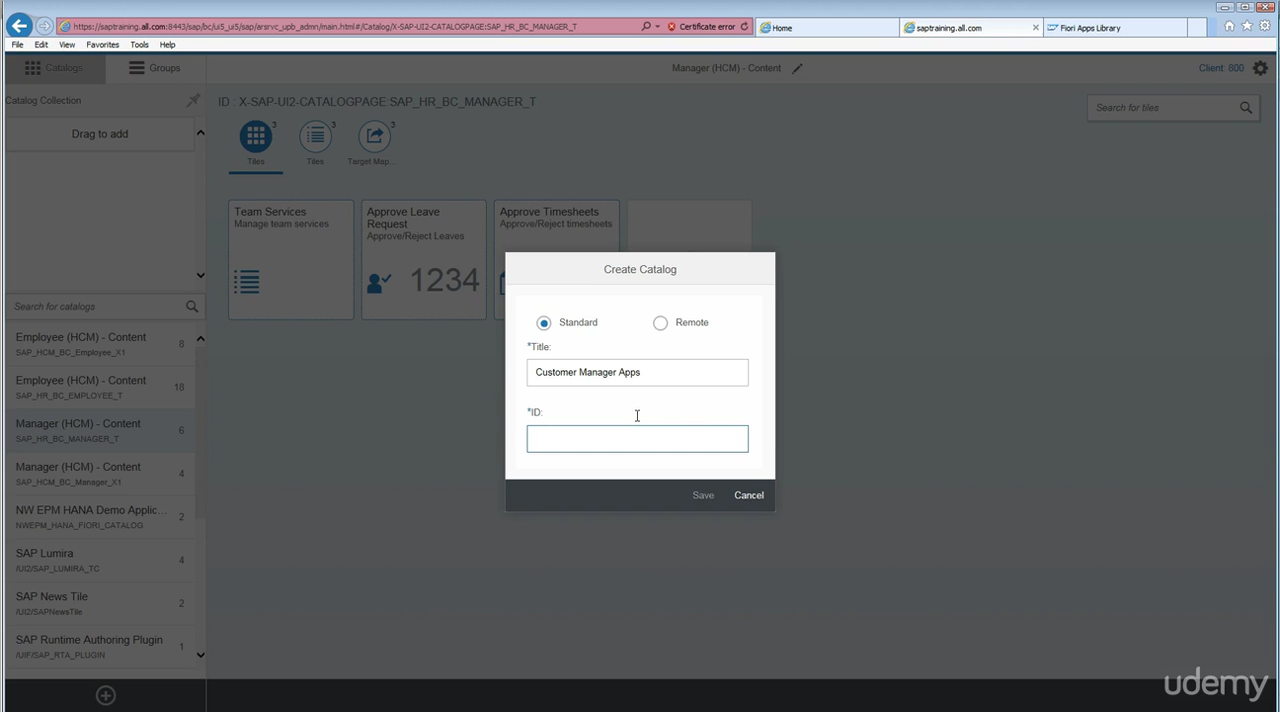 https://saptraining.all.com:8443/sap/bc/ui5_ui5/sap/arsrvc_upb_admn/main.html#/Catalog/X-SAP-UI2-CATALOGPAGE:SAP_HR_BC_MANAGER_T
Certificate error
Home
saptraining.all.com
Fiori Apps Library
File Edit View Favorites Tools Help
Catalogs
Groups
Manager (HCM) - Content
Client: 800
Catalog Collection
ID : X-SAP-UI2-CATALOGPAGE:SAP_HR_BC_MANAGER_T
Search for tiles
Drag to add
3
3
3
Tiles
Tiles
Target Map...
Team Services
Manage team services
Approve Leave
Request
Approve/Reject Leaves
1234
Approve Timesheets
Approve/Reject timesheets
Create Catalog
Standard
Remote
*Title:
Customer Manager Apps
*ID:
Save
Cancel
Search for catalogs
Employee (HCM) - Content
SAP_HCM_BC_Employee_X1
8
Employee (HCM) - Content
SAP_HR_BC_EMPLOYEE_T
18
Manager (HCM) - Content
SAP_HR_BC_MANAGER_T
6
Manager (HCM) - Content
SAP_HCM_BC_Manager_X1
4
NW EPM HANA Demo Applic...
NWEPM_HANA_FIORI_CATALOG
2
SAP Lumira
/UI2/SAP_LUMIRA_TC
4
SAP News Tile
/UI2/SAPNewsTile
2
SAP Runtime Authoring Plugin
/UIF/SAP_RTA_PLUGIN
1
udemy